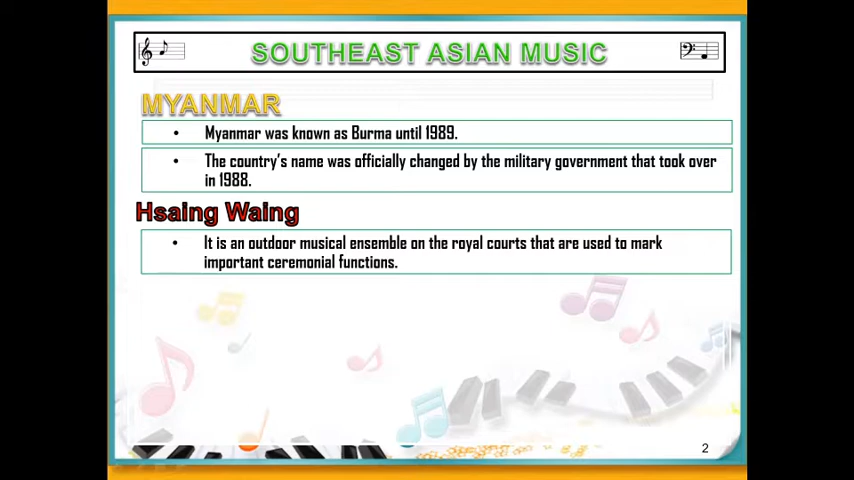 SOUTHEAST ASIAN MUSIC
MYANMAR
• Myanmar was known as Burma until 1989.
• The country's name was officially changed by the military government that took over
in 1988.
Hsaing Waing
• It is an outdoor musical ensemble on the royal courts that are used to mark
important ceremonial functions.
2